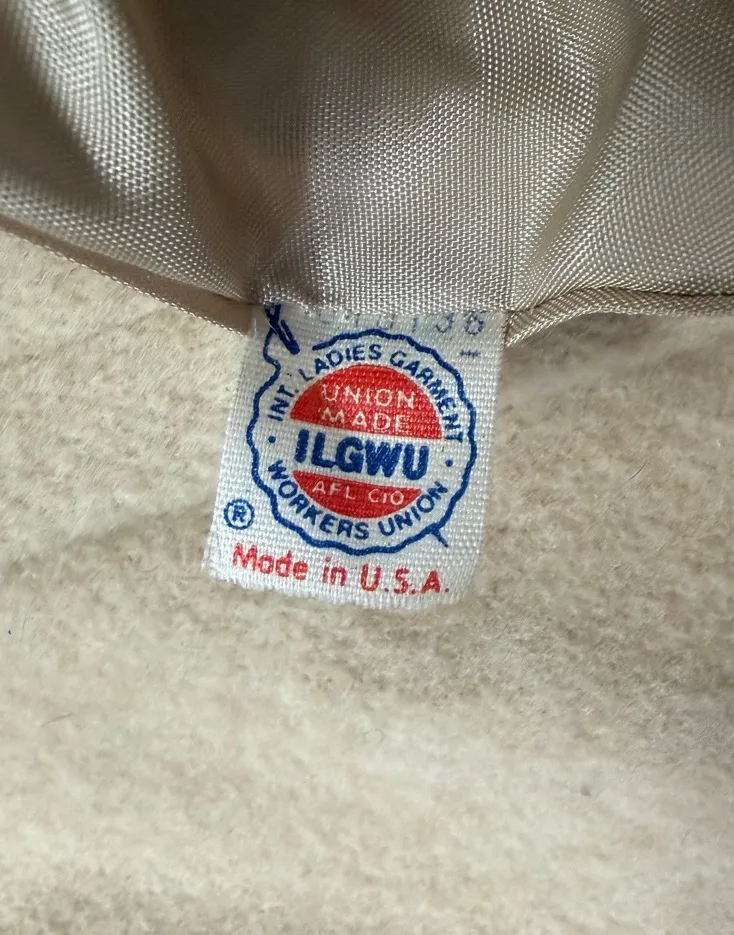 INT. LADIES GARMENT
UNION
MADE
ILGWU
AFL CIO
WORKERS UNION
®
Made in U.S.A.